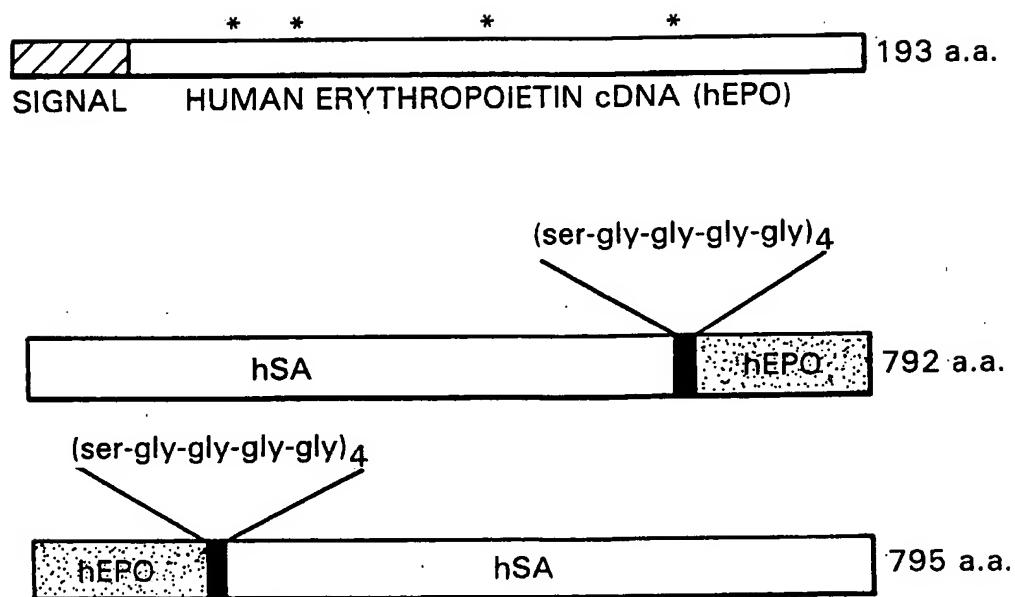 * * * *
193 a.a.
SIGNAL HUMAN ERYTHROPOIETIN cDNA (hEPO)
(ser-gly-gly-gly-gly)4
hSA hEPO 792 a.a.
(ser-gly-gly-gly-gly)4
hEPO hSA 795 a.a.